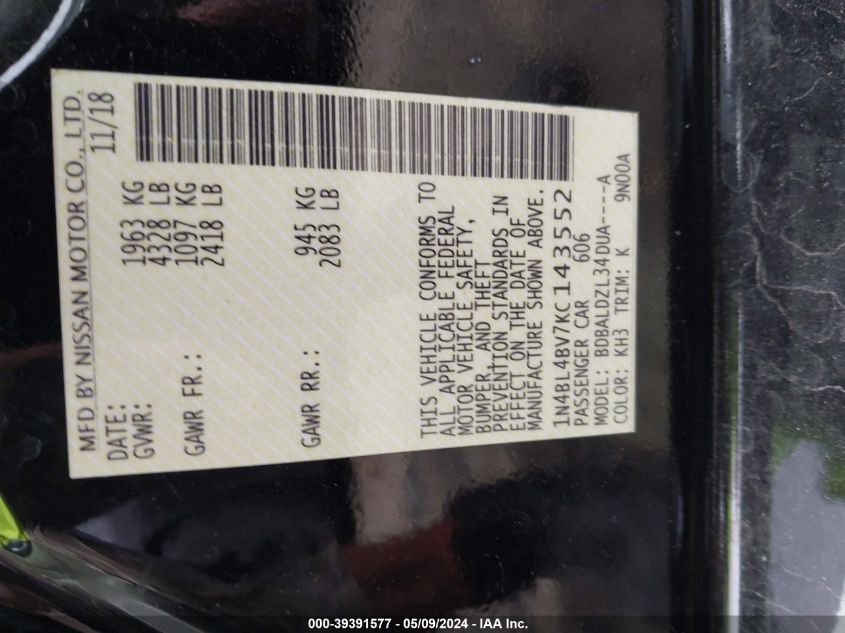 MFD BY NISSAN MOTOR CO., LTD.
DATE: 11/18
GVWR: 1963 KG
4328 LB
GAWR FR.: 1097 KG
2418 LB
GAWR RR.: 945 KG
2083 LB
THIS VEHICLE CONFORMS TO
ALL APPLICABLE FEDERAL
MOTOR VEHICLE SAFETY,
BUMPER, AND THEFT
PREVENTION STANDARDS IN
EFFECT ON THE DATE OF
MANUFACTURE SHOWN ABOVE.
1N4BL4BV7KC143552
PASSENGER CAR 606
MODEL: BDBALDZL34DUA----A
COLOR: KH3 TRIM: K 9N00A
000-39391577 - 05/09/2024 - IAA Inc.